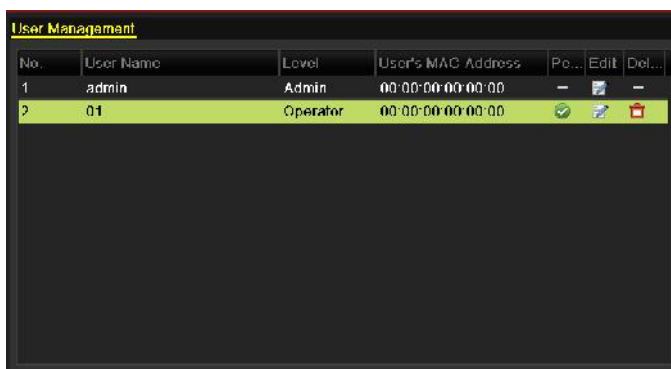 User Management
No. User Name Level User's MAC Address Pe... Edit Del...
1 admin Admin 00:00:00:00:00:00 –
2 01 Operator 00:00:00:00:00:00